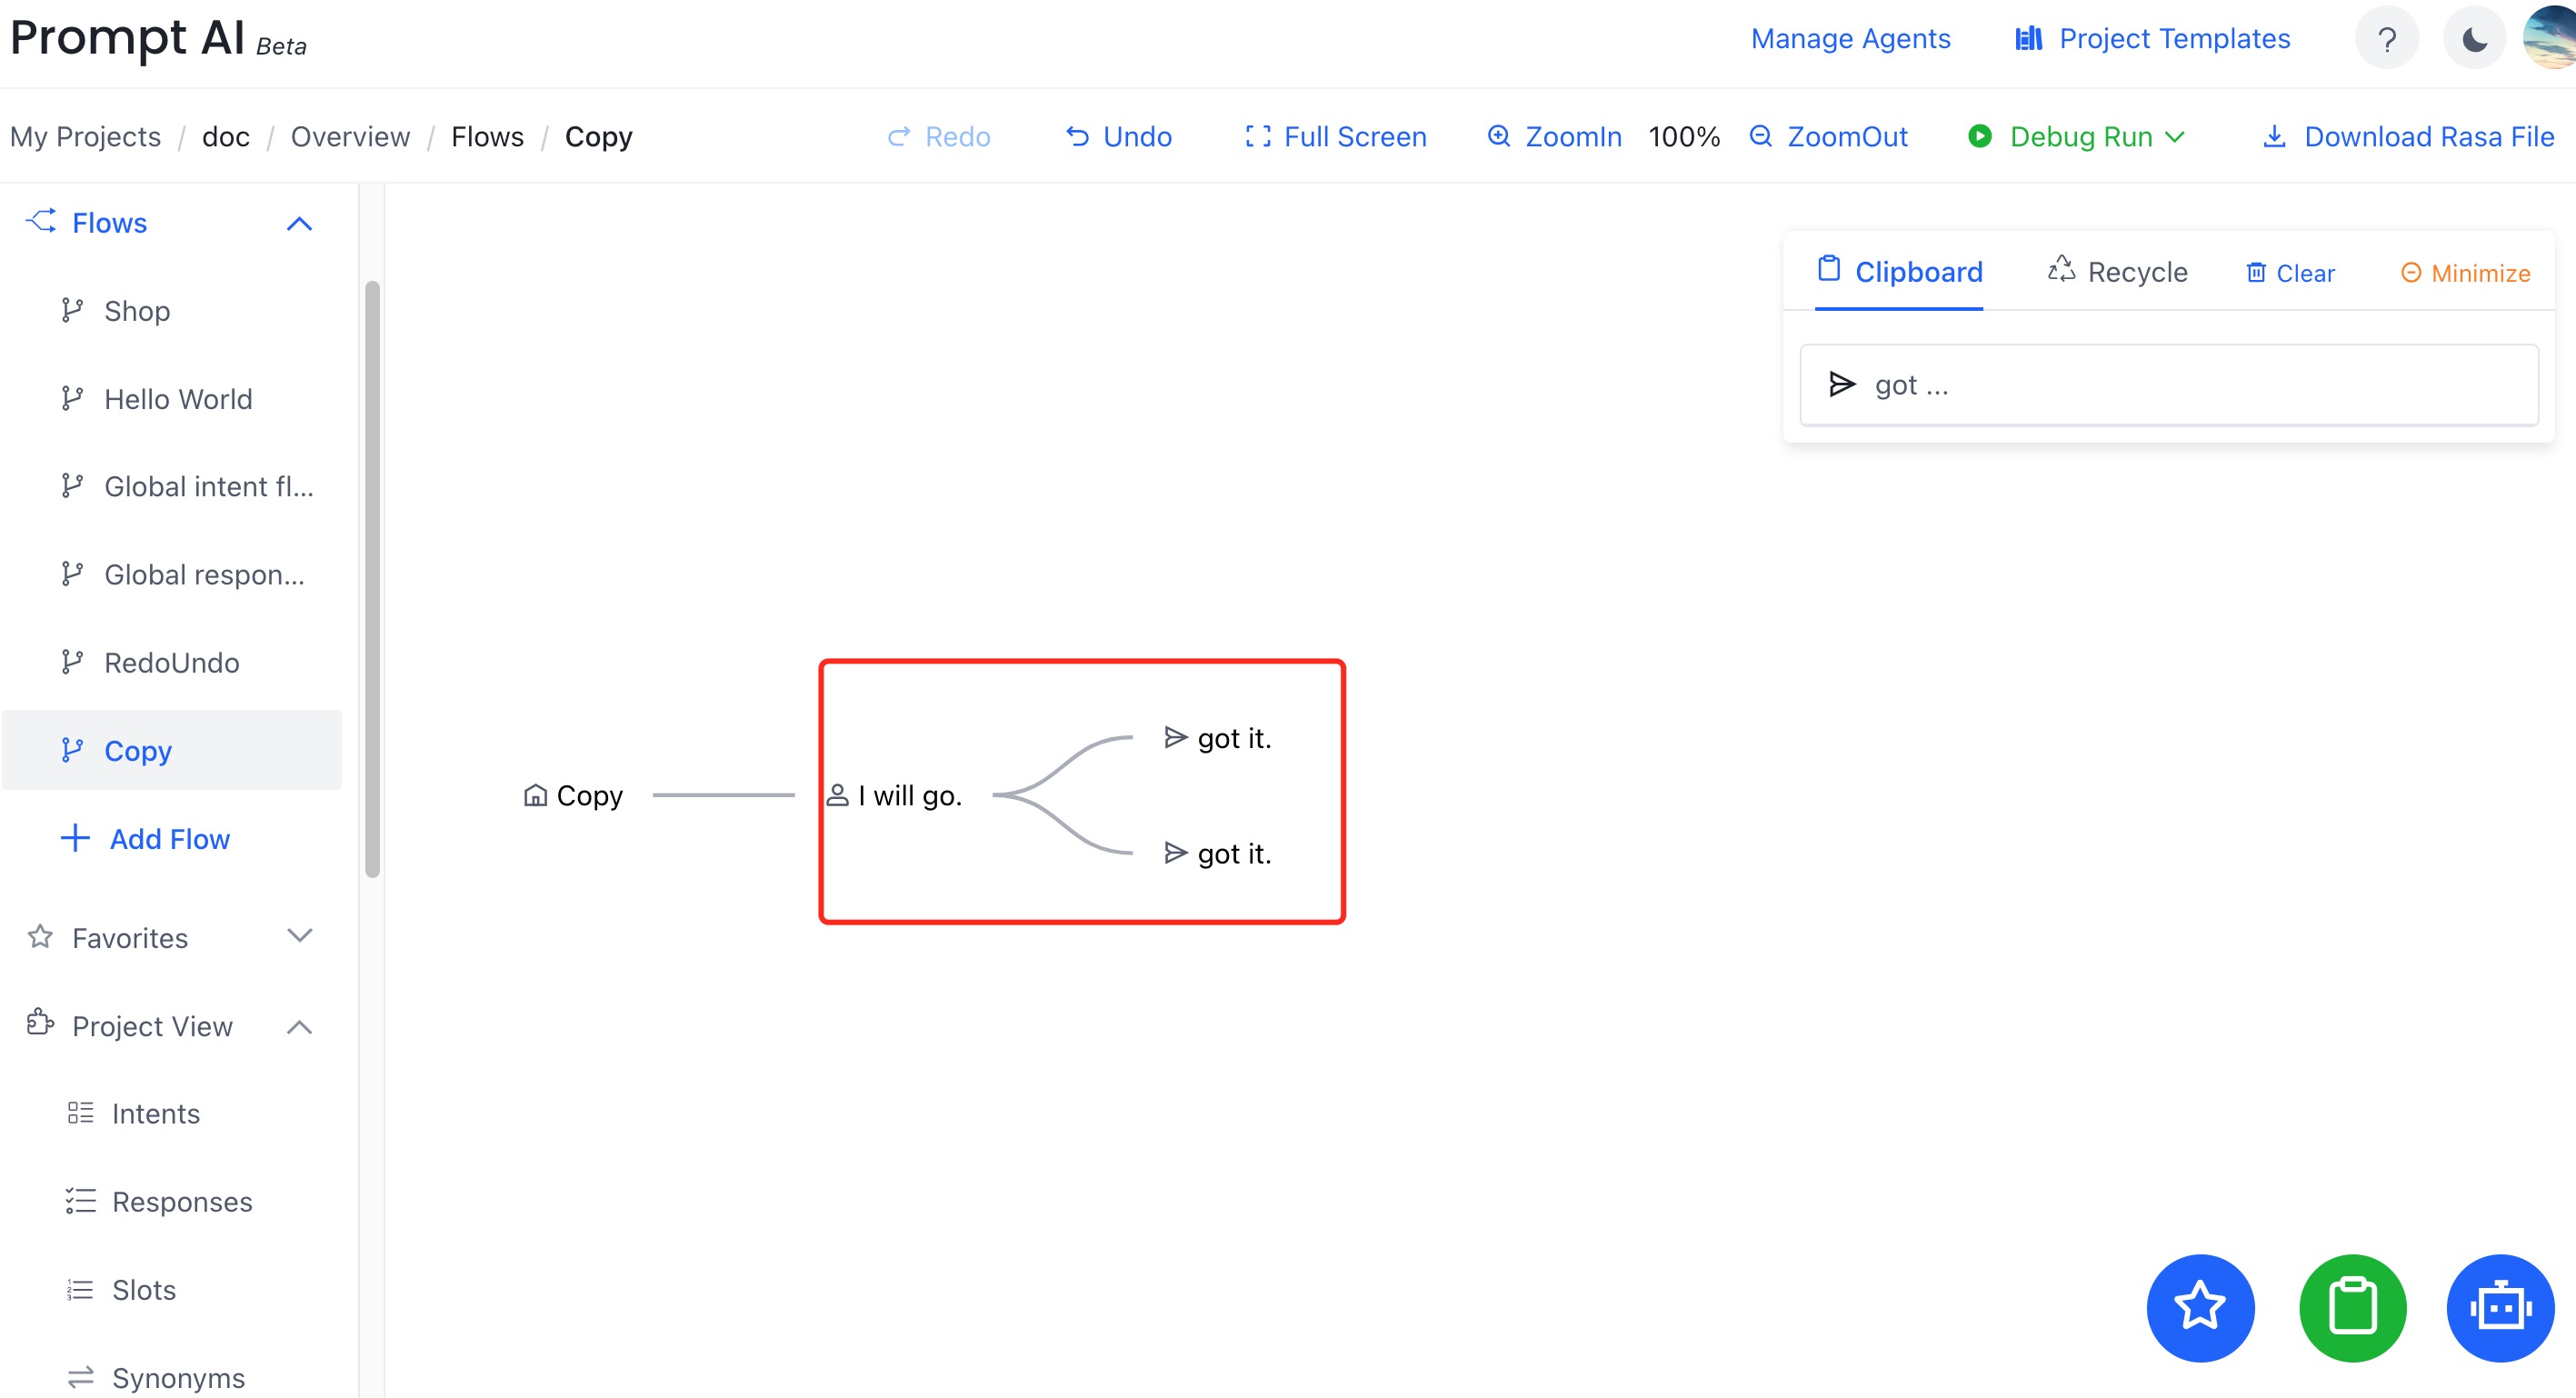 Prompt AI Beta
Manage Agents
Project Templates
?
My Projects / doc / Overview / Flows / Copy
Redo
Undo
Full Screen
ZoomIn 100% ZoomOut
Debug Run
Download Rasa File
Flows
Shop
Hello World
Global intent fl...
Global respon...
RedoUndo
Copy
Add Flow
Favorites
Project View
Intents
Responses
Slots
Synonyms
Clipboard
Recycle
Clear
Minimize
got ...
Copy
I will go.
got it.
got it.